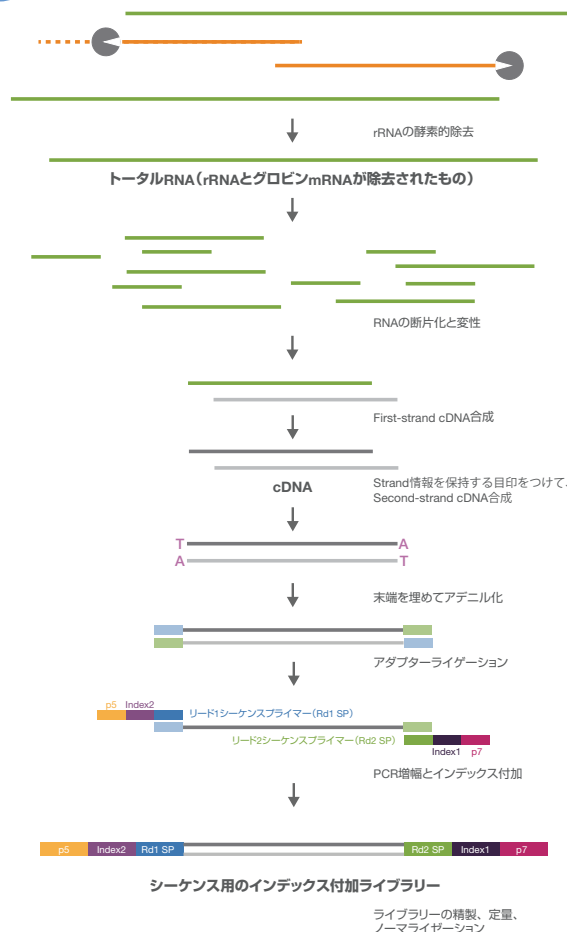 rRNAの酵素的除去
トータルRNA（rRNAとグロビンmRNAが除去されたもの）
RNAの断片化と変性
First-strand cDNA合成
cDNA
Strand情報を保持する目印をつけて、
Second-strand cDNA合成
T A
A T
末端を埋めてアデニル化
アダプターライゲーション
p5 Index2
リード1シーケンスプライマー（Rd1 SP）
リード2シーケンスプライマー（Rd2 SP）
Index1 p7
PCR増幅とインデックス付加
p5 Index2 Rd1 SP Rd2 SP Index1 p7
シーケンス用のインデックス付加ライブラリー
ライブラリーの精製、定量、
ノーマライゼーション